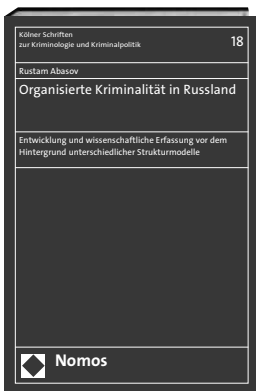 Kölner Schriften
zur Kriminologie und Kriminalpolitik
18
Rustam Abasov
Organisierte Kriminalität in Russland
Entwicklung und wissenschaftliche Erfassung vor dem
Hintergrund unterschiedlicher Strukturmodelle
Nomos